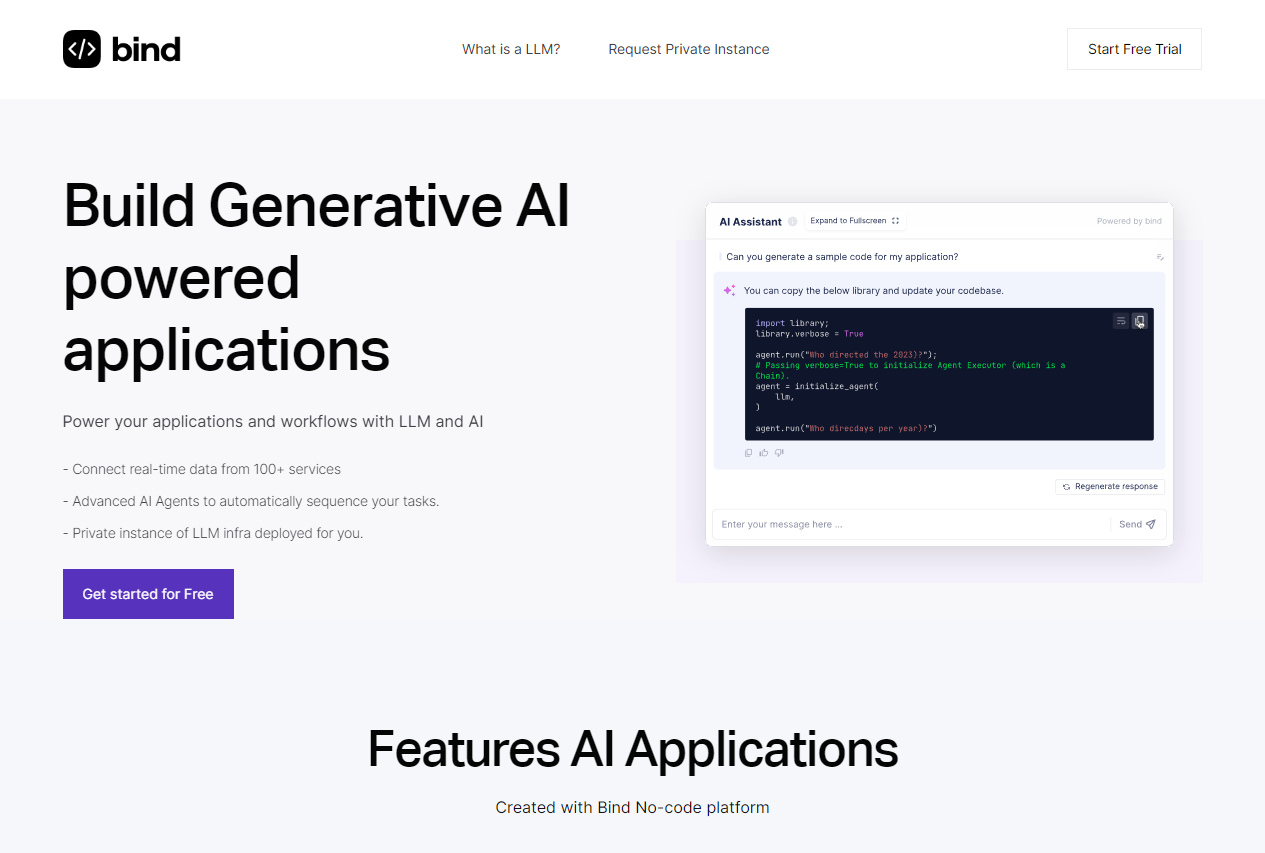 bind
What is a LLM?
Request Private Instance
Start Free Trial
Build Generative AI
powered
applications
Power your applications and workflows with LLM and AI
- Connect real-time data from 100+ services
- Advanced AI Agents to automatically sequence your tasks.
- Private instance of LLM infra deployed for you.
Get started for Free
AI Assistant
Expand to Fullscreen
Powered by bind
Can you generate a sample code for my application?
You can copy the below library and update your codebase.
import library;
library.verbose = True
agent.run("Who directed the 2023)?");
# Passing verbose=True to initialize Agent Executor (which is a
Chain).
agent = initialize_agent(
llm,
)
agent.run("Who direcdays per year)?")
Regenerate response
Enter your message here ...
Send
Features AI Applications
Created with Bind No-code platform